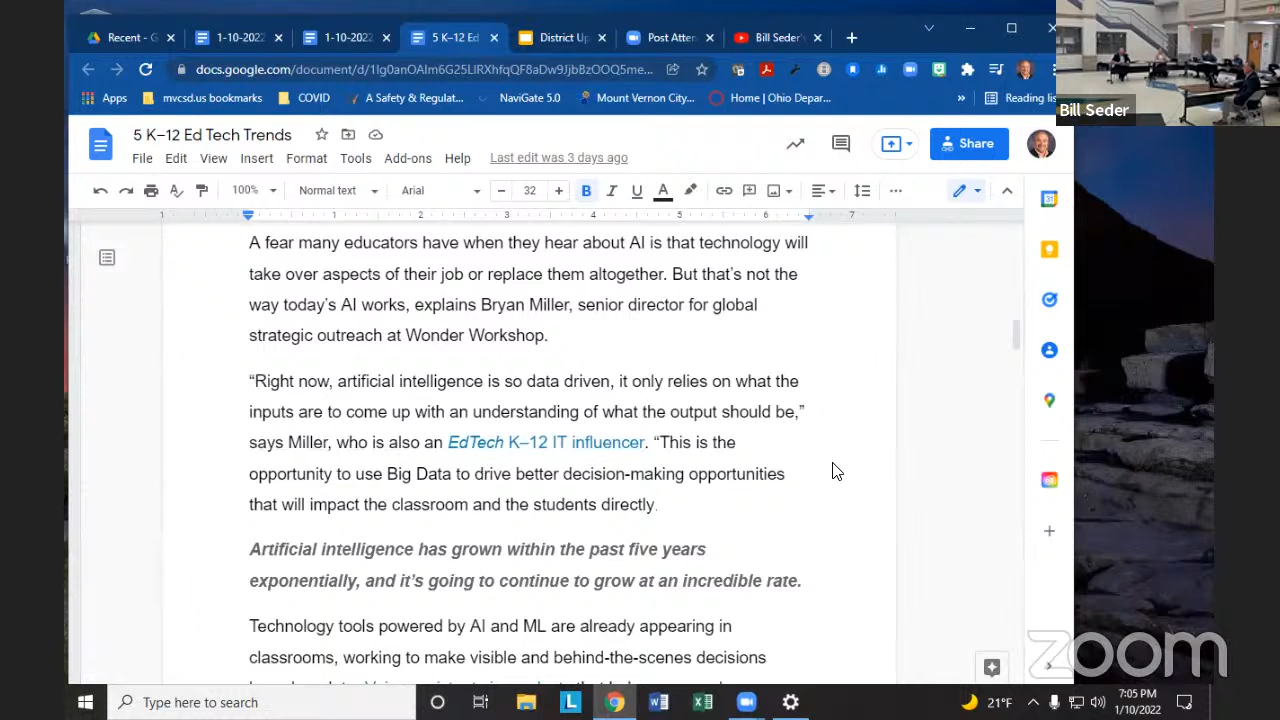 Recent - G
1-10-2022
1-10-2022
5 K–12 Ed
District Up
Post Atten
Bill Seder'
docs.google.com/document/d/1lg0anOAlm6G25LlRXhfqQF8aDw9JjbBzOOQ5me...
Apps
mvcsd.us bookmarks
COVID
A Safety & Regulat...
NaviGate 5.0
Mount Vernon City...
Home | Ohio Depar...
»
Reading list
Bill Seder
5 K–12 Ed Tech Trends
File Edit View Insert Format Tools Add-ons Help Last edit was 3 days ago
Share
100% Normal text Arial 32 B I U A
1 1 2 3 4 5 6 7
A fear many educators have when they hear about AI is that technology will
take over aspects of their job or replace them altogether. But that's not the
way today's AI works, explains Bryan Miller, senior director for global
strategic outreach at Wonder Workshop.
“Right now, artificial intelligence is so data driven, it only relies on what the
inputs are to come up with an understanding of what the output should be,”
says Miller, who is also an EdTech K–12 IT influencer. “This is the
opportunity to use Big Data to drive better decision-making opportunities
that will impact the classroom and the students directly.
Artificial intelligence has grown within the past five years
exponentially, and it's going to continue to grow at an incredible rate.
Technology tools powered by AI and ML are already appearing in
classrooms, working to make visible and behind-the-scenes decisions
zoom
Type here to search
21°F
7:05 PM
1/10/2022